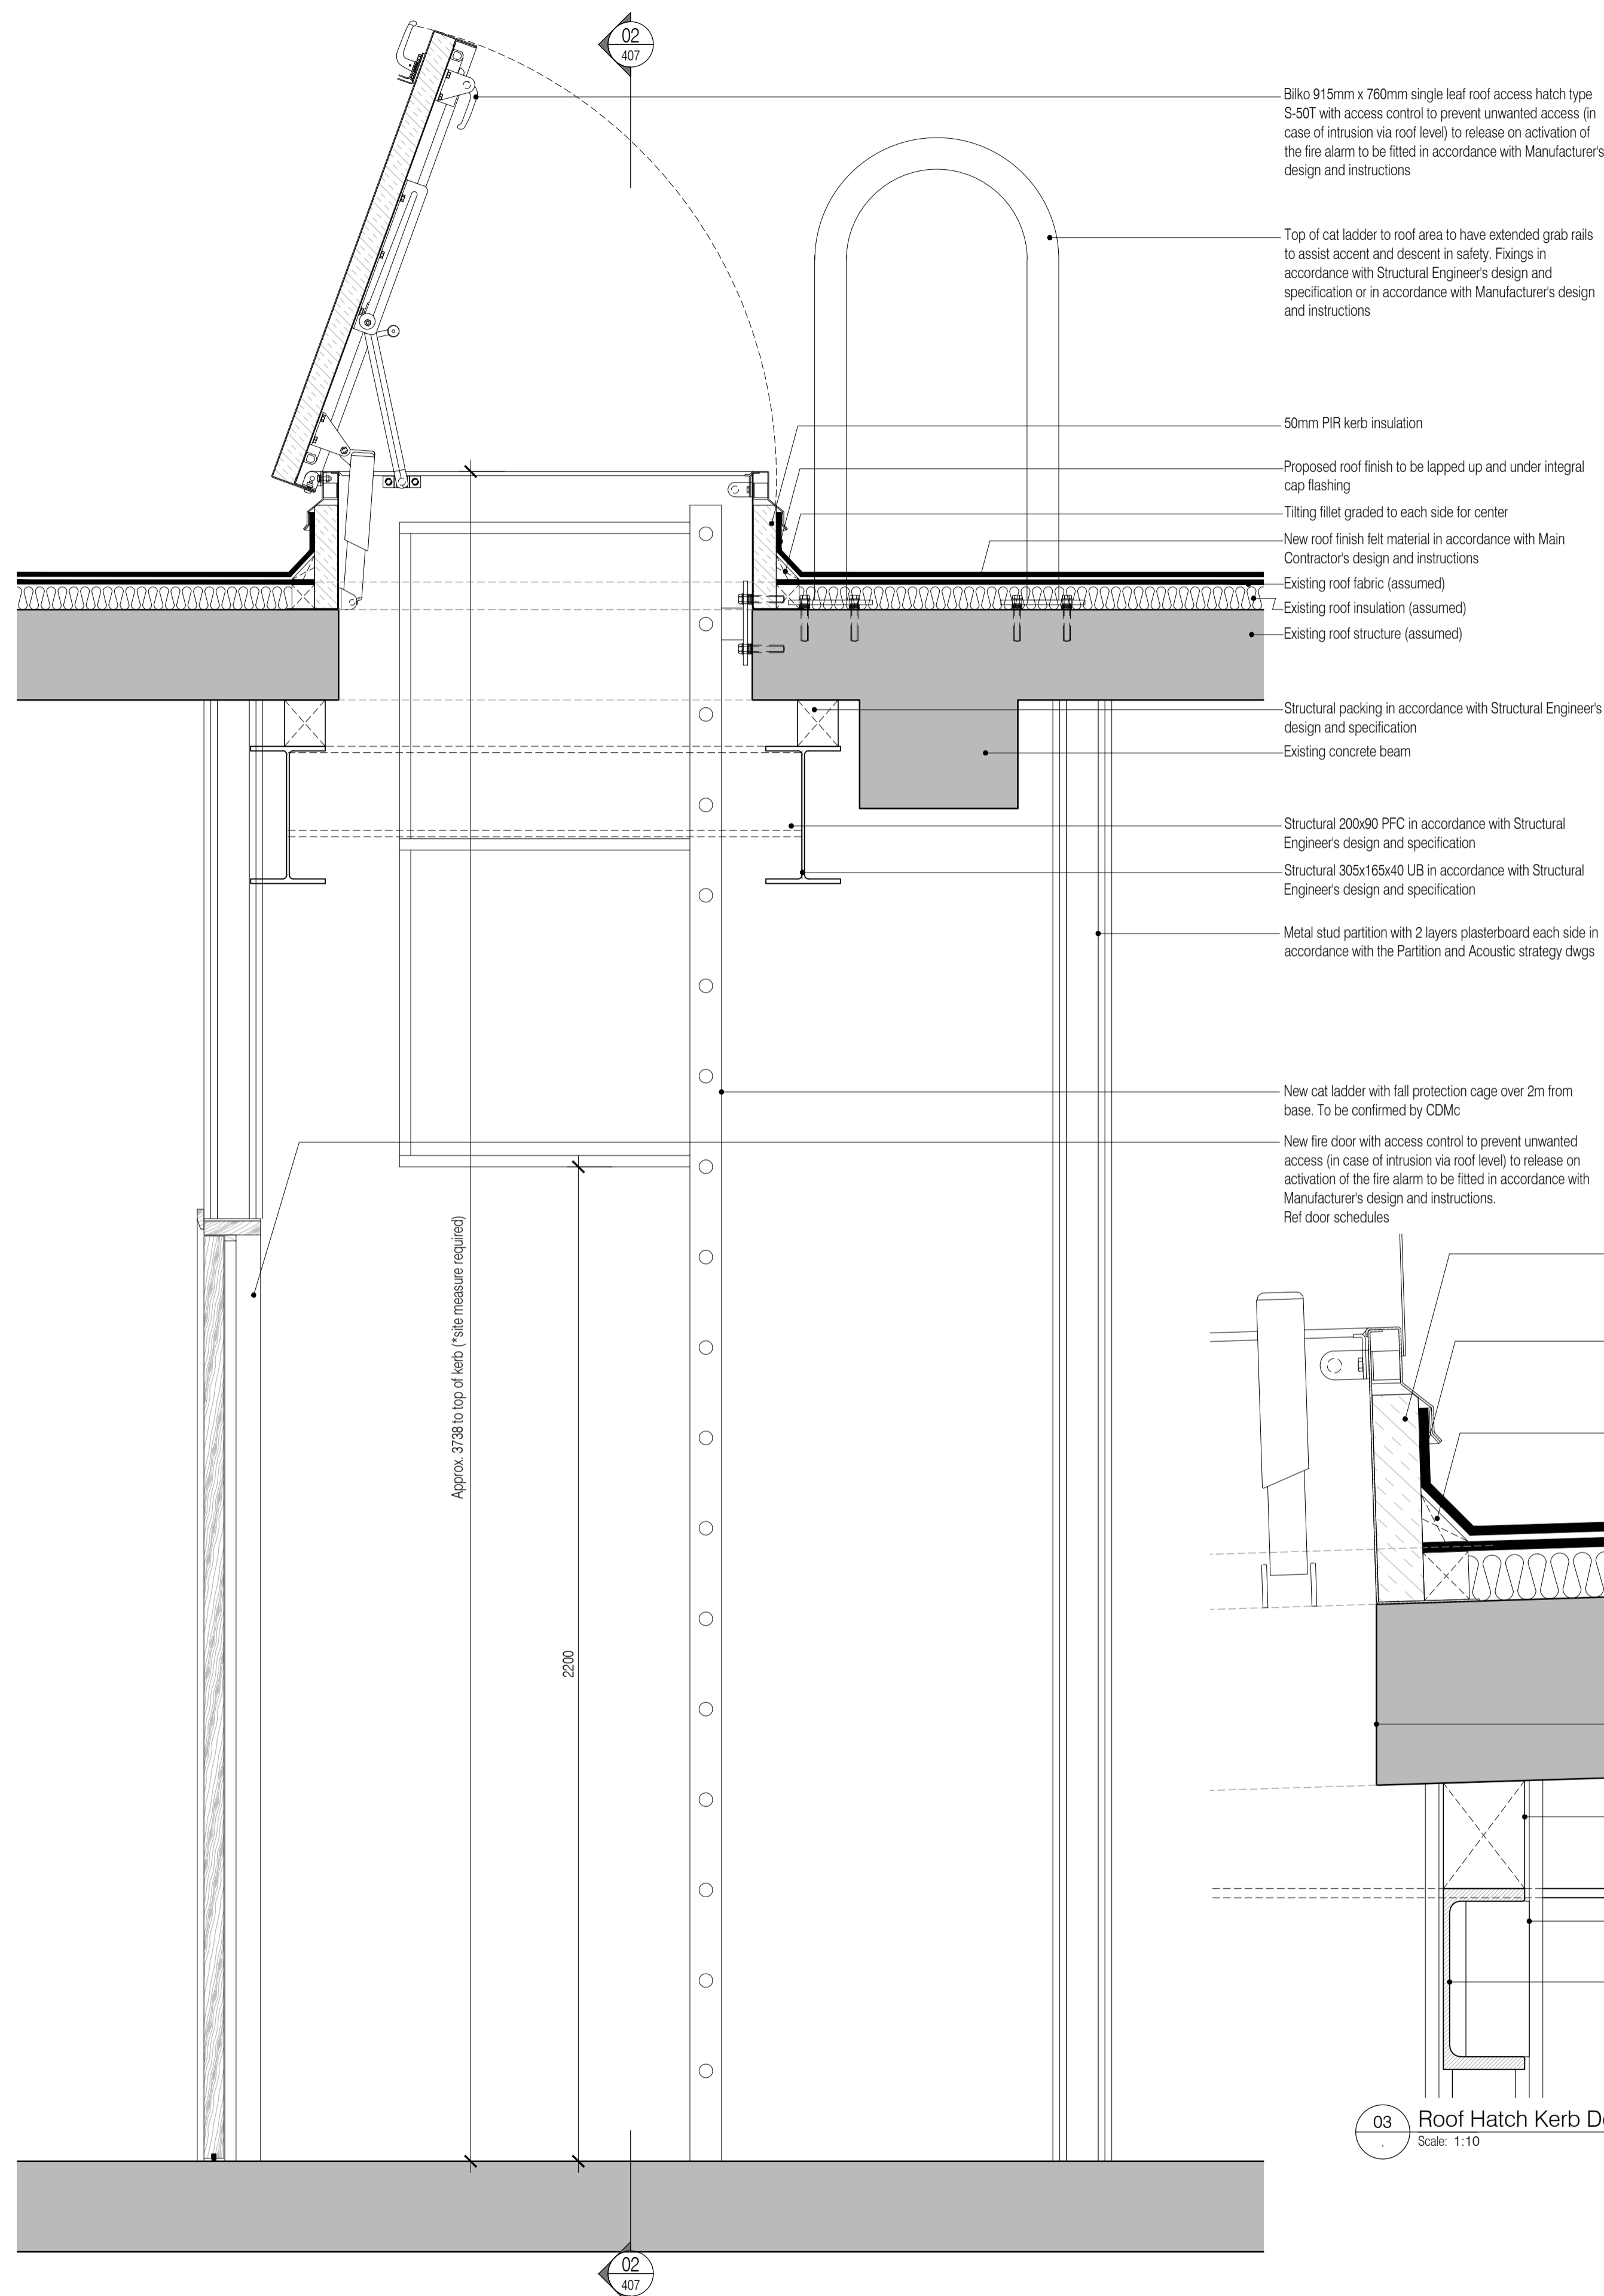 02
407
Bilko 915mm x 760mm single leaf roof access hatch type
S-50T with access control to prevent unwanted access (in
case of intrusion via roof level) to release on activation of
the fire alarm to be fitted in accordance with Manufacturer's
design and instructions
Top of cat ladder to roof area to have extended grab rails
to assist accent and descent in safety. Fixings in
accordance with Structural Engineer's design and
specification or in accordance with Manufacturer's design
and instructions
50mm PIR kerb insulation
Proposed roof finish to be lapped up and under integral
cap flashing
Tilting fillet graded to each side for center
New roof finish felt material in accordance with Main
Contractor's design and instructions
Existing roof fabric (assumed)
Existing roof insulation (assumed)
Existing roof structure (assumed)
Structural packing in accordance with Structural Engineer's
design and specification
Existing concrete beam
Structural 200x90 PFC in accordance with Structural
Engineer's design and specification
Structural 305x165x40 UB in accordance with Structural
Engineer's design and specification
Metal stud partition with 2 layers plasterboard each side in
accordance with the Partition and Acoustic strategy dwgs
New cat ladder with fall protection cage over 2m from
base. To be confirmed by CDMc
New fire door with access control to prevent unwanted
access (in case of intrusion via roof level) to release on
activation of the fire alarm to be fitted in accordance with
Manufacturer's design and instructions.
Ref door schedules
Approx. 3738 to top of kerb (*site measure required)
2200
03
Roof Hatch Kerb D
Scale: 1:10
02
407